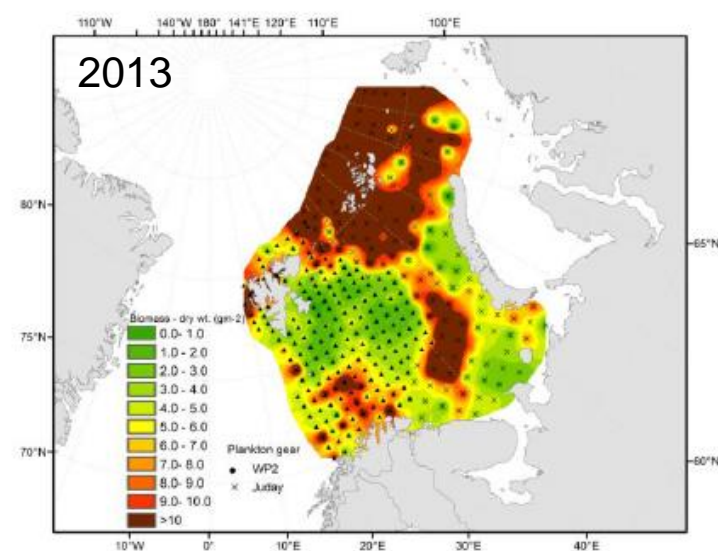 110°W 140°W 180° 141°E 120°E 110°E 100°E
2013
80°N
65°N
Biomass - dry wt. (gm-2)
0.0- 1.0
1.0 - 2.0
2.0 - 3.0
3.0 - 4.0
4.0 - 5.0
5.0 - 6.0
6.0 - 7.0
7.0- 8.0
8.0- 9.0
9.0- 10.0
>10
75°N
Plankton gear
WP2
Juday
70°N
60°N
10°W 0° 10°E 20°E 30°E 40°E